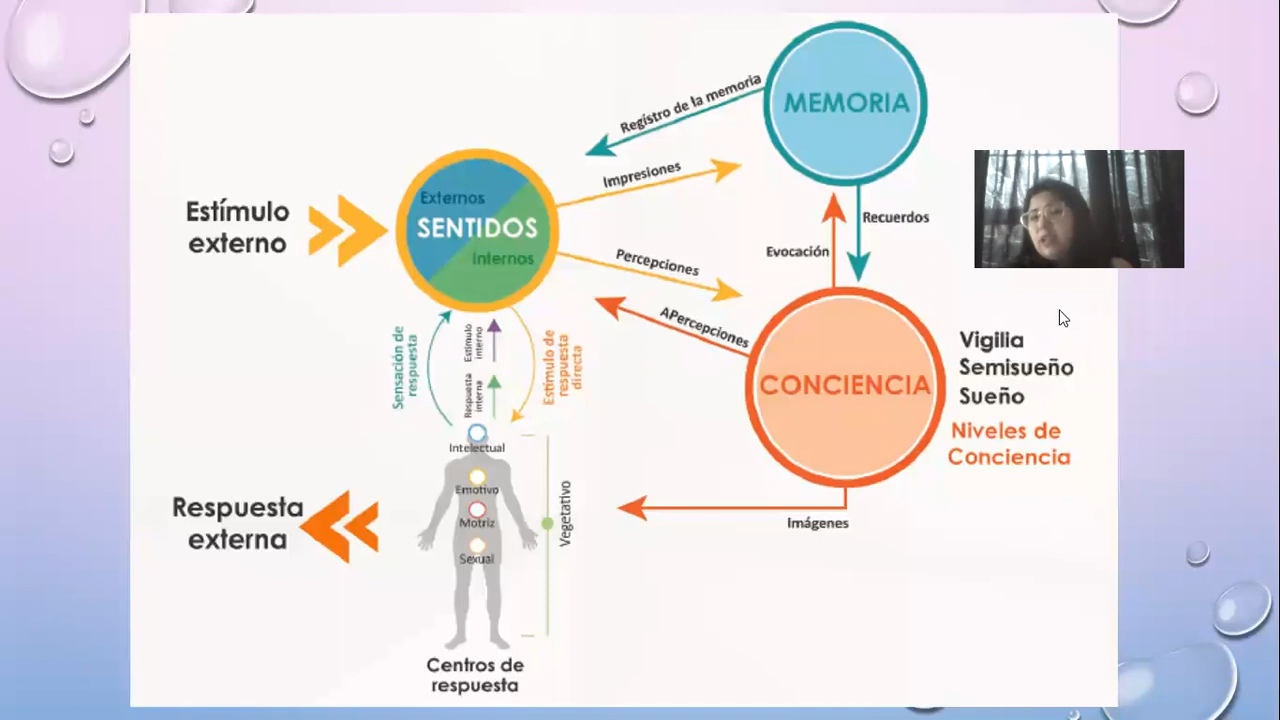 MEMORIA
Registro de la memoria
Impresiones
Estímulo
externo
Externos
SENTIDOS
Internos
Recuerdos
Evocación
Percepciones
APercepciones
CONCIENCIA
Vigilia
Semisueño
Sueño
Niveles de
Conciencia
Sensación de
respuesta
Estímulo
interno
Respuesta
interna
Estímulo de
respuesta
directa
Intelectual
Emotivo
Motriz
Sexual
Vegetativo
Respuesta
externa
Imágenes
Centros de
respuesta